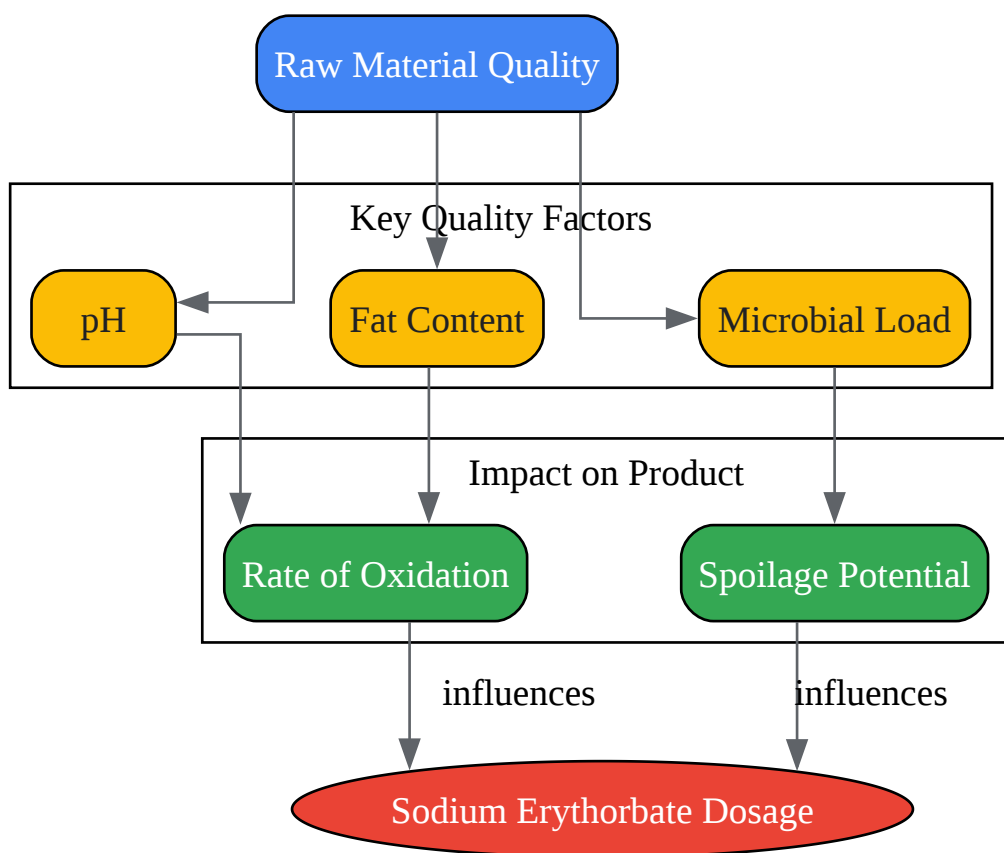 Raw Material Quality
Key Quality Factors
pH
Fat Content
Microbial Load
Impact on Product
Rate of Oxidation
Spoilage Potential
influences
influences
Sodium Erythorbate Dosage